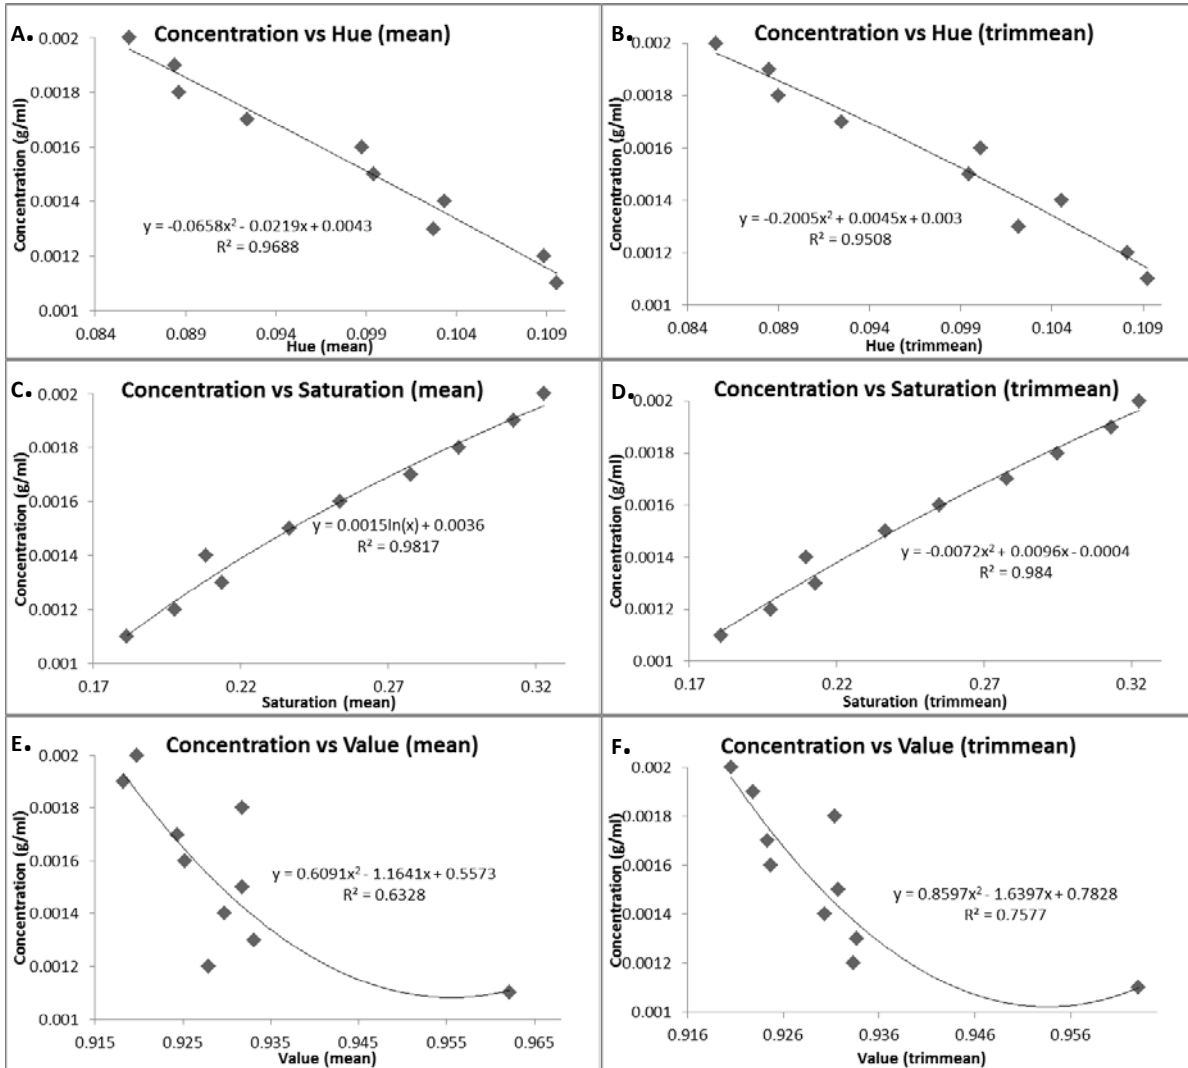 A. Concentration vs Hue (mean)
Concentration (g/ml)
0.002
0.0018
0.0016
0.0014
0.0012
0.001
y = -0.0658x² - 0.0219x + 0.0043
R² = 0.9688
0.084 0.089 0.094 0.099 0.104 0.109
Hue (mean)
B. Concentration vs Hue (trimmean)
Concentration (g/ml)
0.002
0.0018
0.0016
0.0014
0.0012
0.001
y = -0.2005x² + 0.0045x + 0.003
R² = 0.9508
0.084 0.089 0.094 0.099 0.104 0.109
Hue (trimmean)
C. Concentration vs Saturation (mean)
Concentration (g/ml)
0.002
0.0018
0.0016
0.0014
0.0012
0.001
y = 0.0015ln(x) + 0.0036
R² = 0.9817
0.17 0.22 0.27 0.32
Saturation (mean)
D. Concentration vs Saturation (trimmean)
Concentration (g/ml)
0.002
0.0018
0.0016
0.0014
0.0012
0.001
y = -0.0072x² + 0.0096x - 0.0004
R² = 0.984
0.17 0.22 0.27 0.32
Saturation (trimmean)
E. Concentration vs Value (mean)
Concentration (g/ml)
0.002
0.0018
0.0016
0.0014
0.0012
0.001
y = 0.6091x² - 1.1641x + 0.5573
R² = 0.6328
0.915 0.925 0.935 0.945 0.955 0.965
Value (mean)
F. Concentration vs Value (trimmean)
Concentration (g/ml)
0.002
0.0018
0.0016
0.0014
0.0012
0.001
y = 0.8597x² - 1.6397x + 0.7828
R² = 0.7577
0.916 0.926 0.936 0.946 0.956
Value (trimmean)